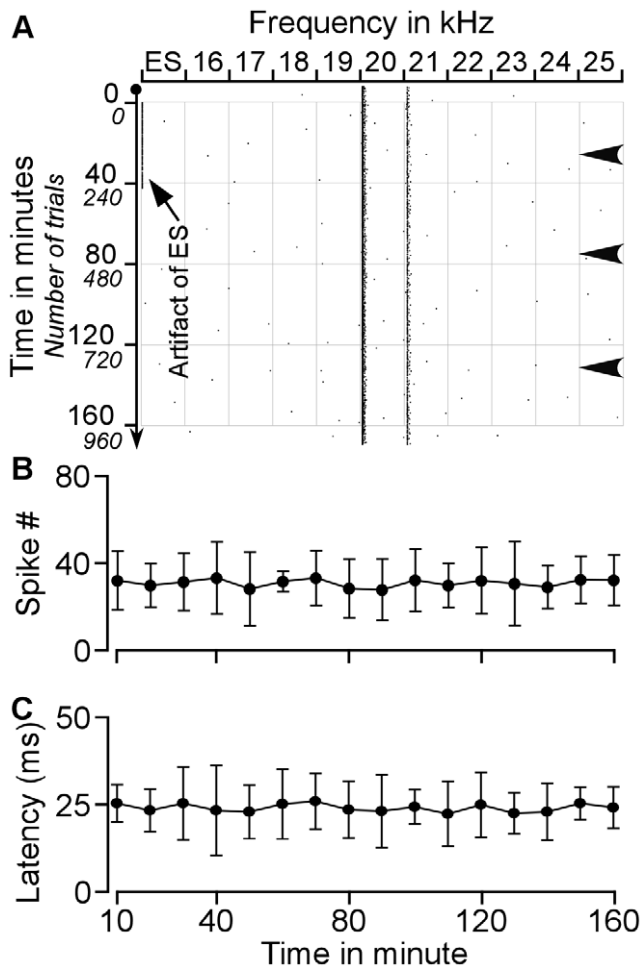 A
Frequency in kHz
ES 16 17 18 19 20 21 22 23 24 25
Time in minutes
Number of trials
0
0
40
240
80
480
120
720
160
960
Artifact of ES
B
Spike #
80
40
0
C
Latency (ms)
50
25
0
10 40 80 120 160
Time in minute